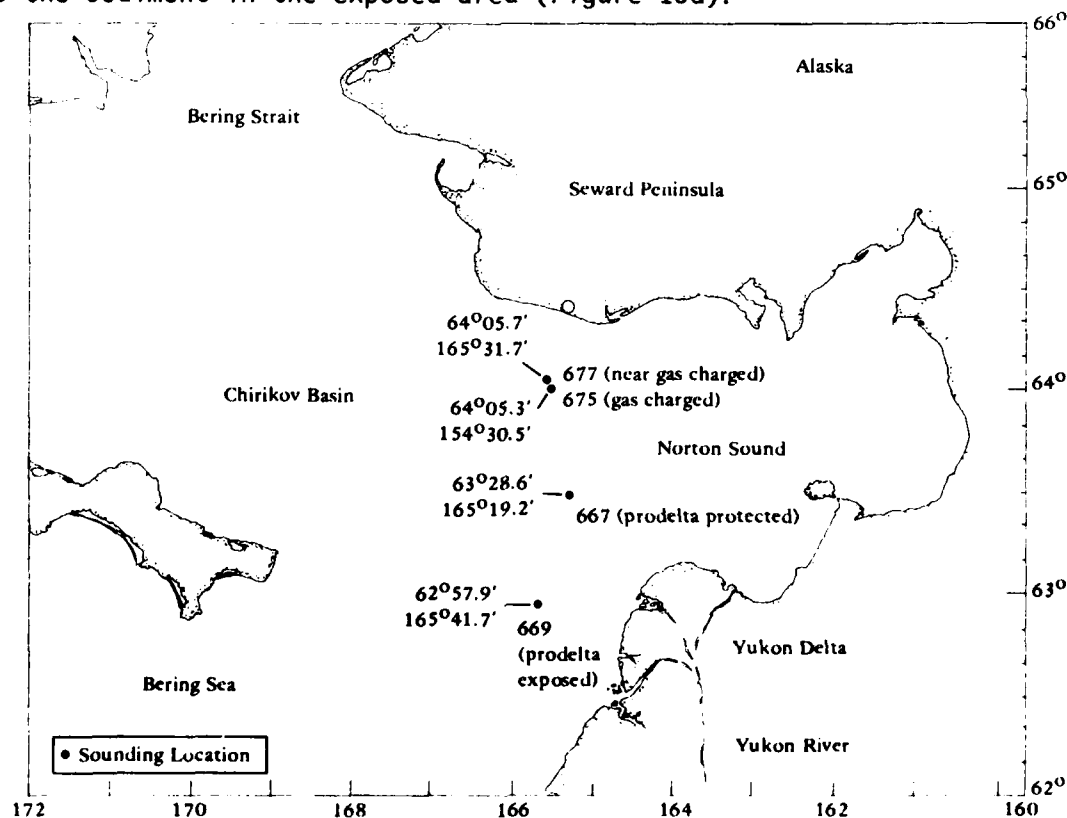 the sediment in the exposed area (Figure 18d).
66°
Alaska
Bering Strait
65°
Seward Peninsula
64°05.7'
165°31.7'
677 (near gas charged)
675 (gas charged)
64°
Chirikov Basin
64°05.3'
154°30.5'
Norton Sound
63°28.6'
165°19.2'
667 (prodelta protected)
62°57.9'
165°41.7'
63°
669
(prodelta
exposed)
Yukon Delta
Bering Sea
Yukon River
• Sounding Location
62°
172
170
168
166
164
162
160